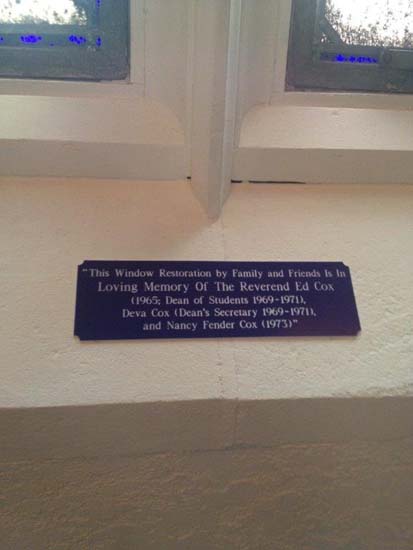 "This Window Restoration by Family and Friends Is In
Loving Memory Of The Reverend Ed Cox
(1965; Dean of Students 1969-1971),
Deva Cox (Dean's Secretary 1969-1971),
and Nancy Fender Cox (1973)"